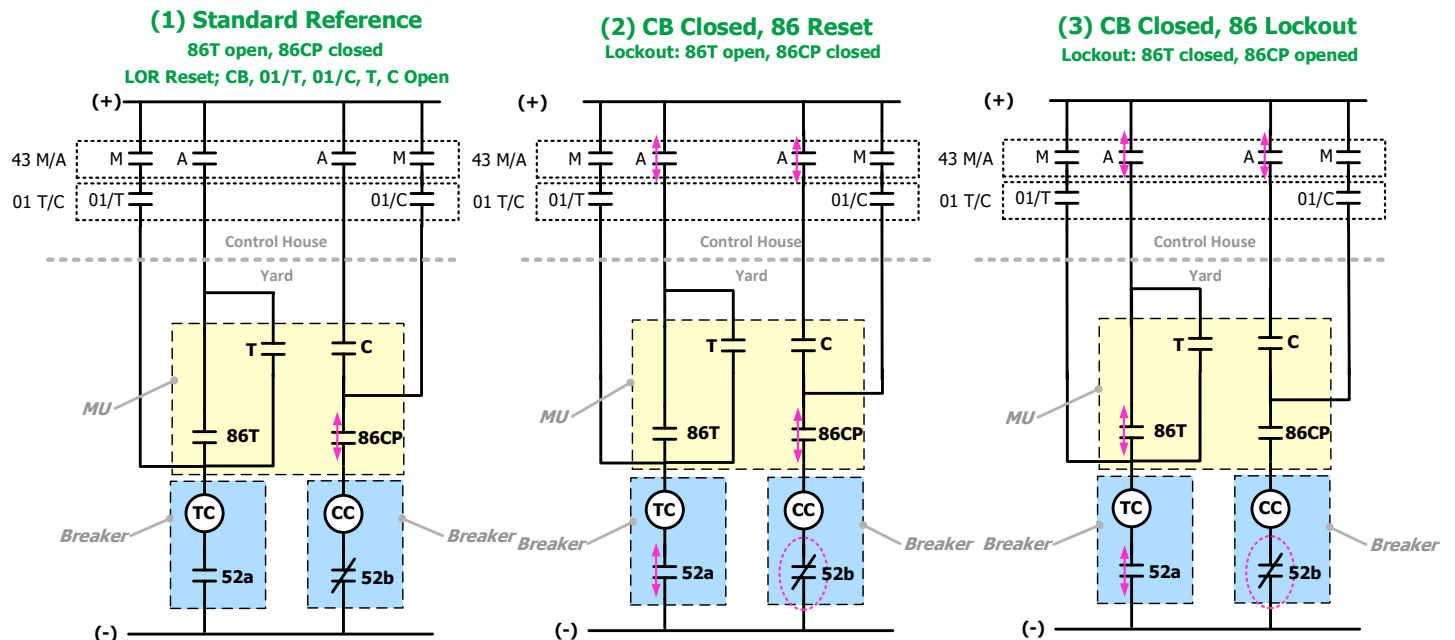 (1) Standard Reference
86T open, 86CP closed
LOR Reset; CB, 01/T, 01/C, T, C Open
(+)
43 M/A
M
A
A
M
01 T/C
01/T
01/C
Control House
Yard
T
C
MU
86T
86CP
TC
CC
Breaker
Breaker
52a
52b
(-)
(2) CB Closed, 86 Reset
Lockout: 86T open, 86CP closed
(+)
43 M/A
M
A
A
M
01 T/C
01/T
01/C
Control House
Yard
T
C
MU
86T
86CP
TC
CC
Breaker
Breaker
52a
52b
(-)
(3) CB Closed, 86 Lockout
Lockout: 86T closed, 86CP opened
(+)
43 M/A
M
A
A
M
01 T/C
01/T
01/C
Control House
Yard
T
C
MU
86T
86CP
TC
CC
Breaker
Breaker
52a
52b
(-)